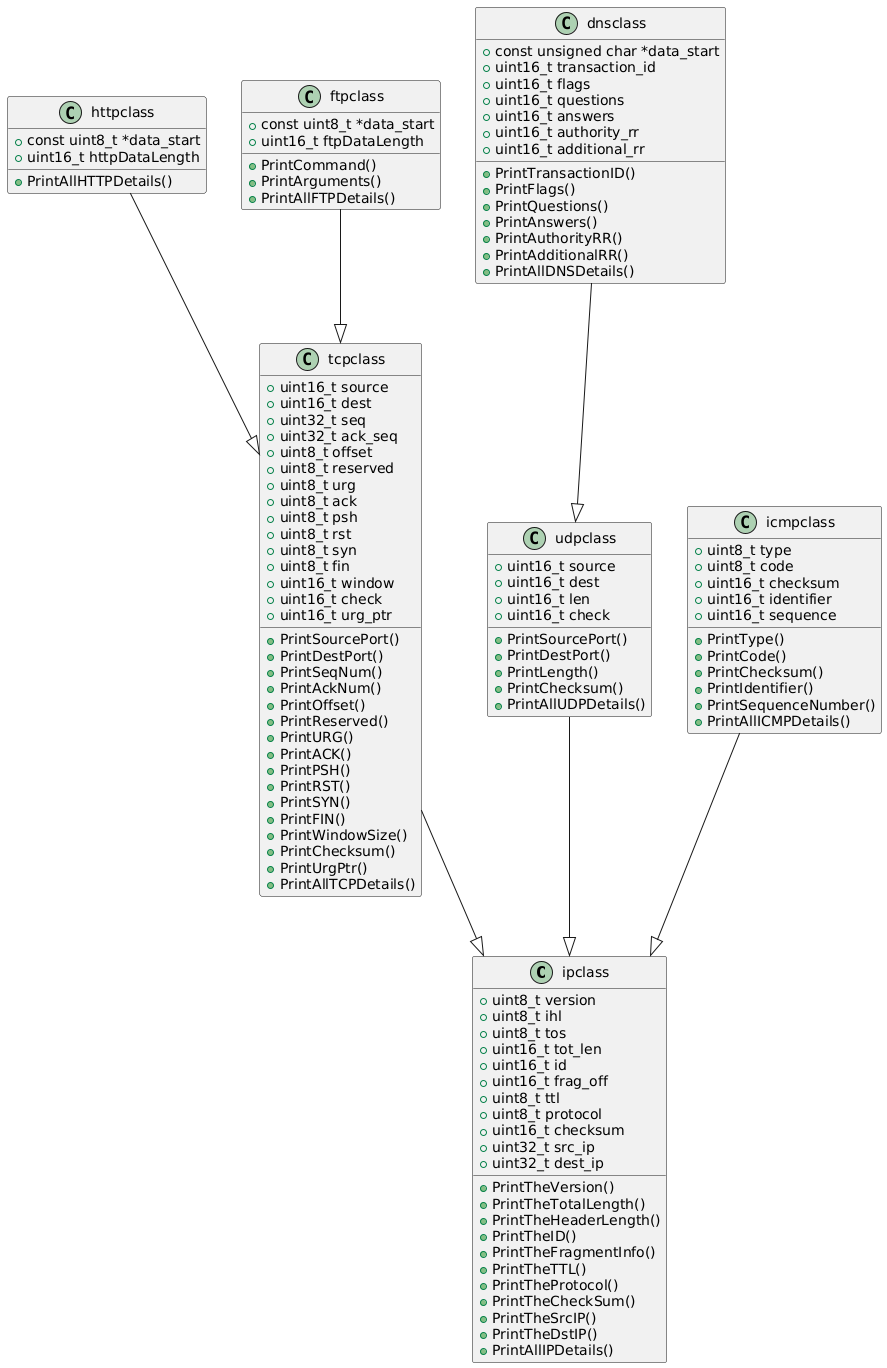 C dnsclass
const unsigned char *data_start
uint16_t transaction_id
uint16_t flags
uint16_t questions
uint16_t answers
uint16_t authority_rr
uint16_t additional_rr
PrintTransactionID()
PrintFlags()
PrintQuestions()
PrintAnswers()
PrintAuthorityRR()
PrintAdditionalRR()
PrintAllDNSDetails()
C ftpclass
const uint8_t *data_start
uint16_t ftpDataLength
PrintCommand()
PrintArguments()
PrintAllFTPDetails()
C httpclass
const uint8_t *data_start
uint16_t httpDataLength
PrintAllHTTPDetails()
C tcpclass
uint16_t source
uint16_t dest
uint32_t seq
uint32_t ack_seq
uint8_t offset
uint8_t reserved
uint8_t urg
uint8_t ack
uint8_t psh
uint8_t rst
uint8_t syn
uint8_t fin
uint16_t window
uint16_t check
uint16_t urg_ptr
PrintSourcePort()
PrintDestPort()
PrintSeqNum()
PrintAckNum()
PrintOffset()
PrintReserved()
PrintURG()
PrintACK()
PrintPSH()
PrintRST()
PrintSYN()
PrintFIN()
PrintWindowSize()
PrintChecksum()
PrintUrgPtr()
PrintAllTCPDetails()
C udpclass
uint16_t source
uint16_t dest
uint16_t len
uint16_t check
PrintSourcePort()
PrintDestPort()
PrintLength()
PrintChecksum()
PrintAllUDPDetails()
C icmpclass
uint8_t type
uint8_t code
uint16_t checksum
uint16_t identifier
uint16_t sequence
PrintType()
PrintCode()
PrintChecksum()
PrintIdentifier()
PrintSequenceNumber()
PrintAllICMPDetails()
C ipclass
uint8_t version
uint8_t ihl
uint8_t tos
uint16_t tot_len
uint16_t id
uint16_t frag_off
uint8_t ttl
uint8_t protocol
uint16_t checksum
uint32_t src_ip
uint32_t dest_ip
PrintTheVersion()
PrintTheTotalLength()
PrintTheHeaderLength()
PrintTheID()
PrintTheFragmentInfo()
PrintTheTTL()
PrintTheProtocol()
PrintTheCheckSum()
PrintTheSrcIP()
PrintTheDstIP()
PrintAllIPDetails()